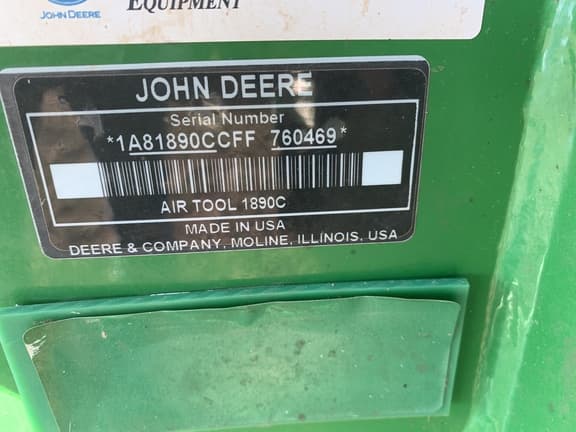 JOHN DEERE
EQUIPMENT
JOHN DEERE
Serial Number
*1A81890CCFF 760469*
AIR TOOL 1890C
MADE IN USA
DEERE & COMPANY, MOLINE, ILLINOIS, USA